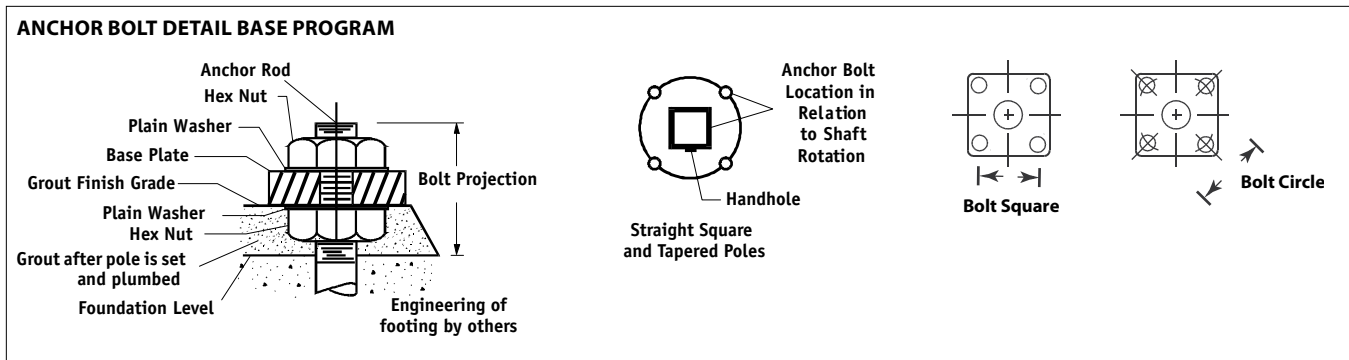 ANCHOR BOLT DETAIL BASE PROGRAM
Anchor Rod
Hex Nut
Plain Washer
Base Plate
Grout Finish Grade
Plain Washer
Hex Nut
Grout after pole is set
and plumbed
Foundation Level
Bolt Projection
Engineering of
footing by others
Anchor Bolt
Location in
Relation
to Shaft
Rotation
Handhole
Straight Square
and Tapered Poles
Bolt Square
Bolt Circle